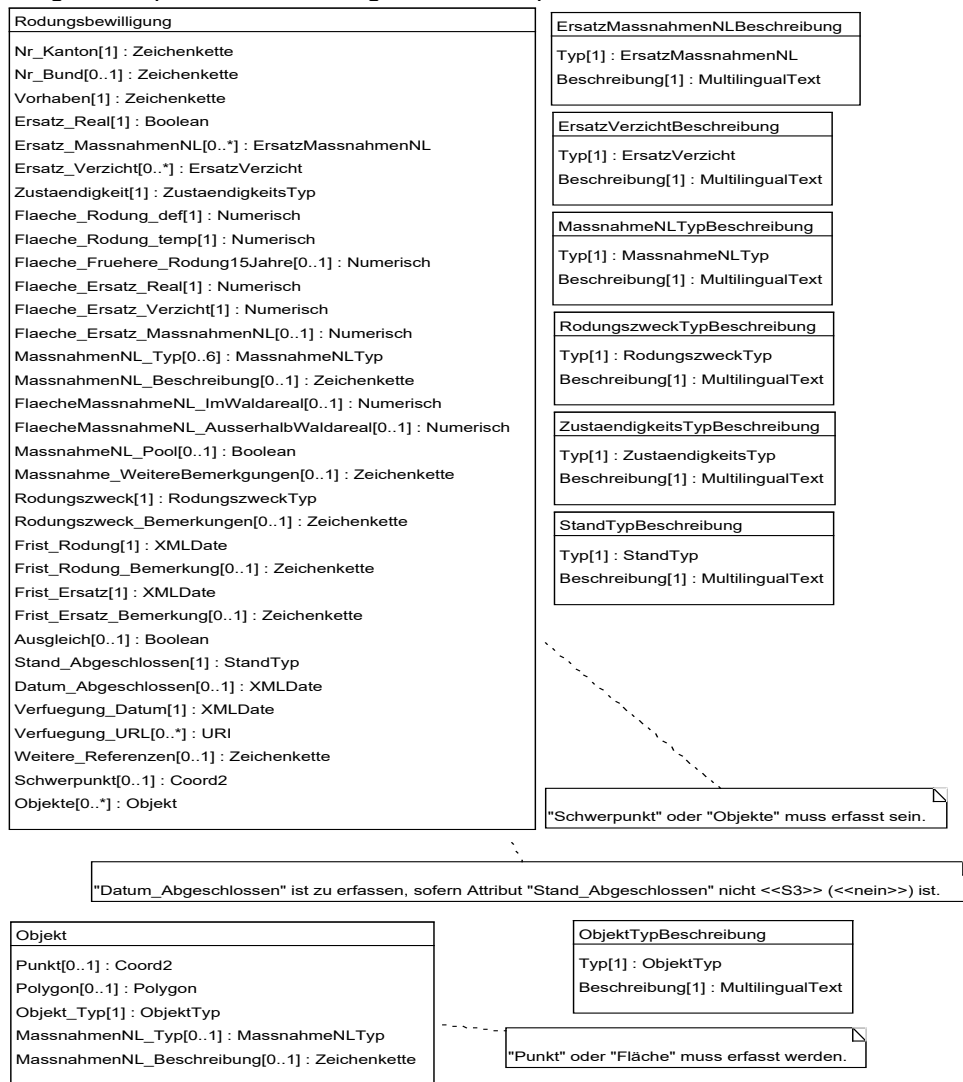 Rodungsbewilligung
Nr_Kanton[1] : Zeichenkette
Nr_Bund[0..1] : Zeichenkette
Vorhaben[1] : Zeichenkette
Ersatz_Real[1] : Boolean
Ersatz_MassnahmenNL[0..*] : ErsatzMassnahmenNL
Ersatz_Verzicht[0..*] : ErsatzVerzicht
Zustaendigkeit[1] : ZustaendigkeitsTyp
Flaeche_Rodung_def[1] : Numerisch
Flaeche_Rodung_temp[1] : Numerisch
Flaeche_Fruehere_Rodung15Jahre[0..1] : Numerisch
Flaeche_Ersatz_Real[1] : Numerisch
Flaeche_Ersatz_Verzicht[1] : Numerisch
Flaeche_Ersatz_MassnahmenNL[0..1] : Numerisch
MassnahmenNL_Typ[0..6] : MassnahmeNLTyp
MassnahmenNL_Beschreibung[0..1] : Zeichenkette
FlaecheMassnahmeNL_ImWaldareal[0..1] : Numerisch
FlaecheMassnahmeNL_AusserhalbWaldareal[0..1] : Numerisch
MassnahmeNL_Pool[0..1] : Boolean
Massnahme_WeitereBemerkgungen[0..1] : Zeichenkette
Rodungszweck[1] : RodungszweckTyp
Rodungszweck_Bemerkungen[0..1] : Zeichenkette
Frist_Rodung[1] : XMLDate
Frist_Rodung_Bemerkung[0..1] : Zeichenkette
Frist_Ersatz[1] : XMLDate
Frist_Ersatz_Bemerkung[0..1] : Zeichenkette
Ausgleich[0..1] : Boolean
Stand_Abgeschlossen[1] : StandTyp
Datum_Abgeschlossen[0..1] : XMLDate
Verfuegung_Datum[1] : XMLDate
Verfuegung_URL[0..*] : URI
Weitere_Referenzen[0..1] : Zeichenkette
Schwerpunkt[0..1] : Coord2
Objekte[0..*] : Objekt
ErsatzMassnahmenNLBeschreibung
Typ[1] : ErsatzMassnahmenNL
Beschreibung[1] : MultilingualText
ErsatzVerzichtBeschreibung
Typ[1] : ErsatzVerzicht
Beschreibung[1] : MultilingualText
MassnahmeNLTypBeschreibung
Typ[1] : MassnahmeNLTyp
Beschreibung[1] : MultilingualText
RodungszweckTypBeschreibung
Typ[1] : RodungszweckTyp
Beschreibung[1] : MultilingualText
ZustaendigkeitsTypBeschreibung
Typ[1] : ZustaendigkeitsTyp
Beschreibung[1] : MultilingualText
StandTypBeschreibung
Typ[1] : StandTyp
Beschreibung[1] : MultilingualText
"Schwerpunkt" oder "Objekte" muss erfasst sein.
"Datum_Abgeschlossen" ist zu erfassen, sofern Attribut "Stand_Abgeschlossen" nicht <<S3>> (<<nein>>) ist.
Objekt
Punkt[0..1] : Coord2
Polygon[0..1] : Polygon
Objekt_Typ[1] : ObjektTyp
MassnahmenNL_Typ[0..1] : MassnahmeNLTyp
MassnahmenNL_Beschreibung[0..1] : Zeichenkette
ObjektTypBeschreibung
Typ[1] : ObjektTyp
Beschreibung[1] : MultilingualText
"Punkt" oder "Fläche" muss erfasst werden.